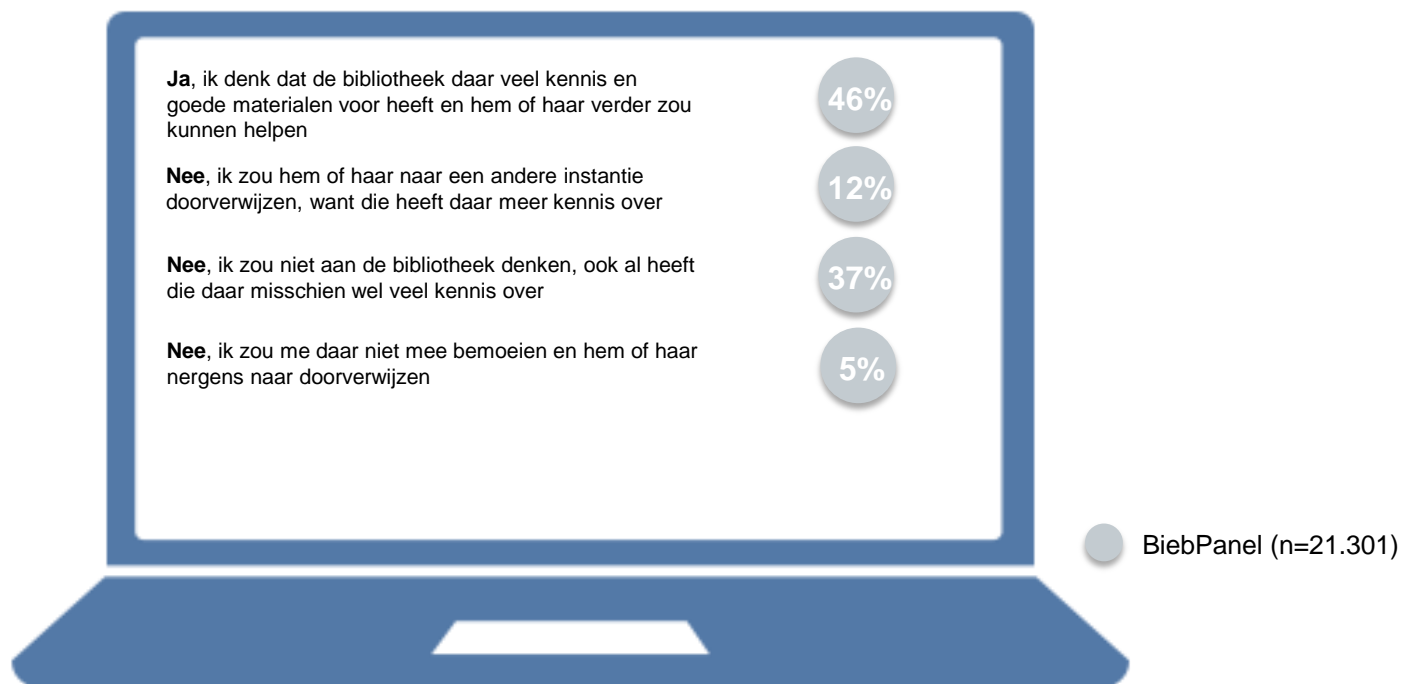 Ja, ik denk dat de bibliotheek daar veel kennis en
goede materialen voor heeft en hem of haar verder zou
kunnen helpen
46%
Nee, ik zou hem of haar naar een andere instantie
doorverwijzen, want die heeft daar meer kennis over
12%
Nee, ik zou niet aan de bibliotheek denken, ook al heeft
die daar misschien wel veel kennis over
37%
Nee, ik zou me daar niet mee bemoeien en hem of haar
nergens naar doorverwijzen
5%
BiebPanel (n=21.301)